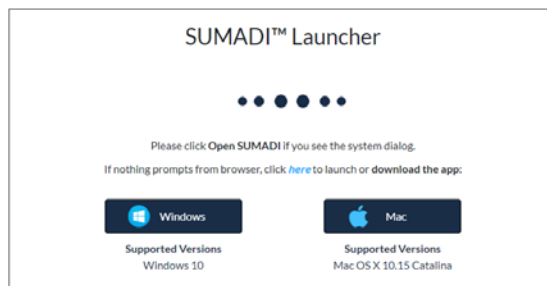 SUMADI™ Launcher
Please click Open SUMADI if you see the system dialog.
If nothing prompts from browser, click here to launch or download the app:
Windows
Mac
Supported Versions
Supported Versions
Windows 10
Mac OS X 10.15 Catalina